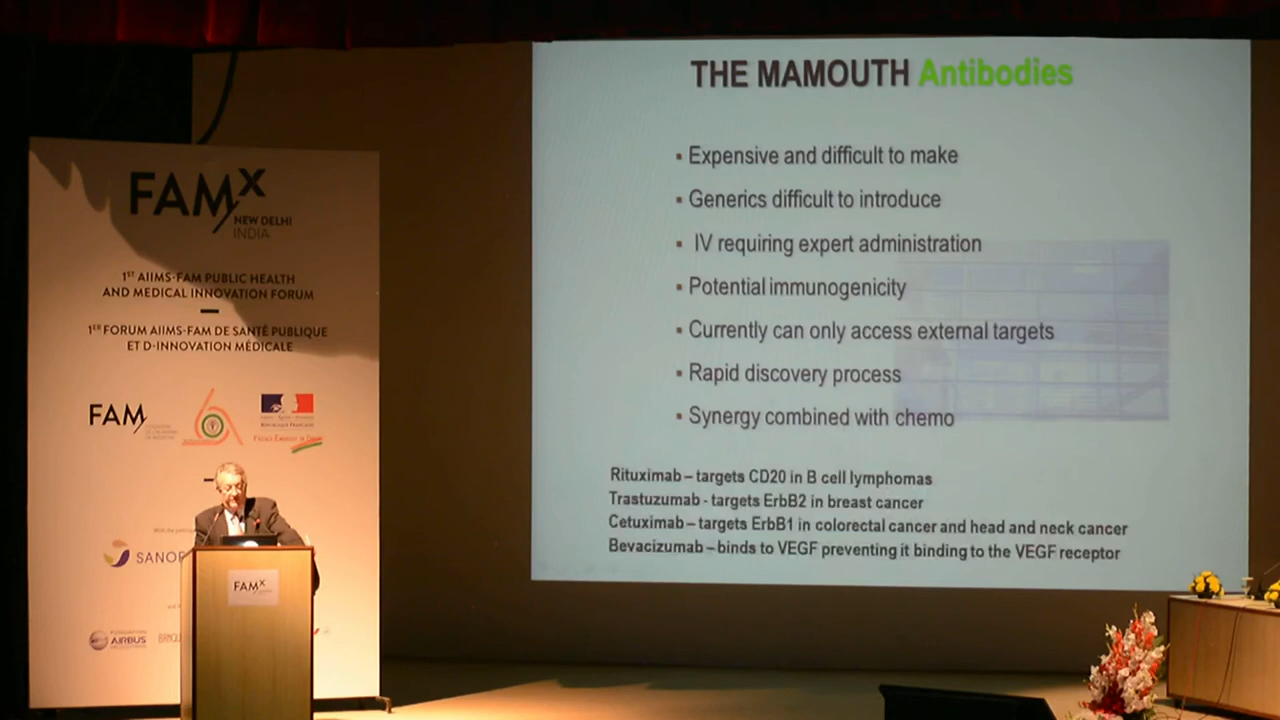 THE MAMOUTH Antibodies
▪ Expensive and difficult to make
▪ Generics difficult to introduce
▪ IV requiring expert administration
▪ Potential immunogenicity
▪ Currently can only access external targets
▪ Rapid discovery process
▪ Synergy combined with chemo
Rituximab – targets CD20 in B cell lymphomas
Trastuzumab - targets ErbB2 in breast cancer
Cetuximab – targets ErbB1 in colorectal cancer and head and neck cancer
Bevacizumab – binds to VEGF preventing it binding to the VEGF receptor
FAMX
NEW DELHI
INDIA
1ST AIIMS-FAM PUBLIC HEALTH
AND MEDICAL INNOVATION FORUM
1ER FORUM AIIMS-FAM DE SANTÉ PUBLIQUE
ET D-INNOVATION MÉDICALE
FAM
SANOF
AIRBUS
FAMX